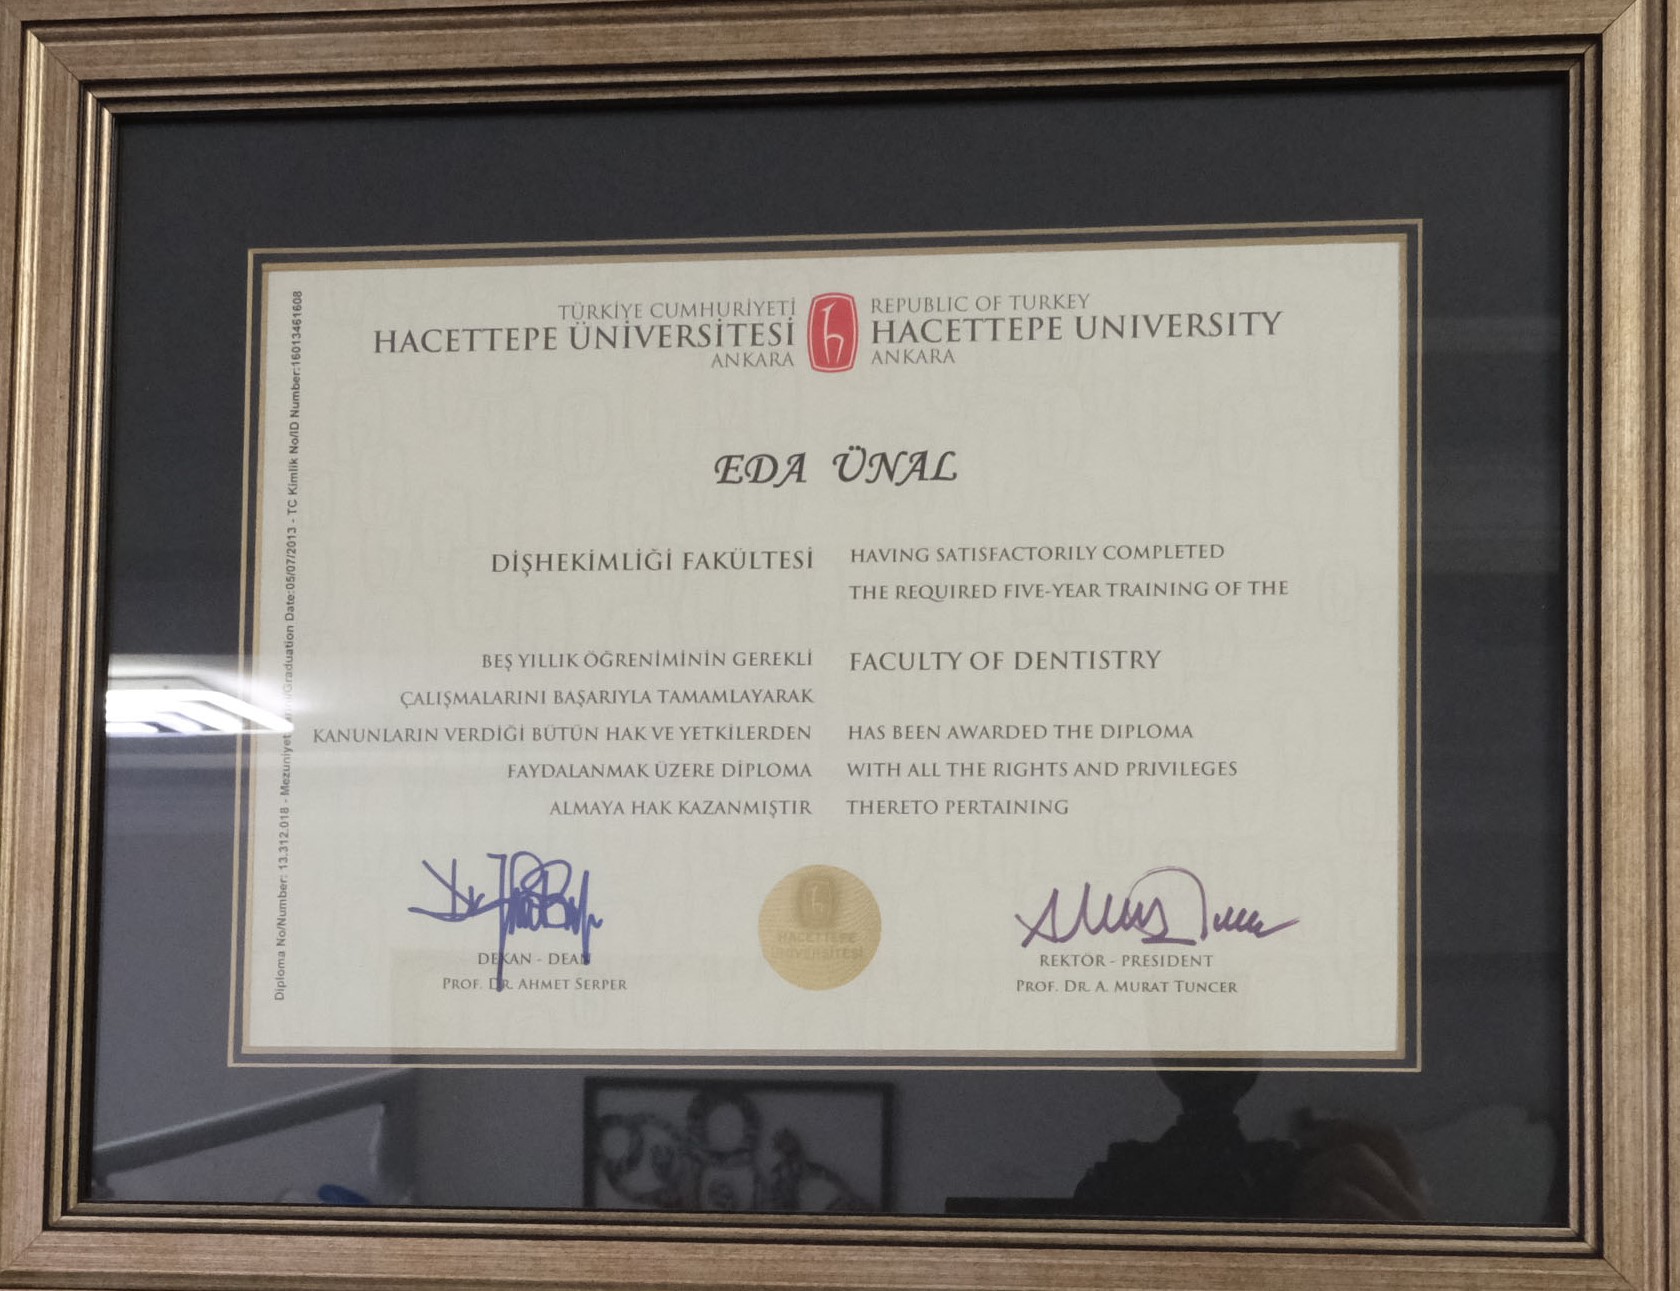 TÜRKİYE CUMHURİYETİ
HACETTEPE ÜNİVERSİTESİ
ANKARA
REPUBLIC OF TURKEY
HACETTEPE UNIVERSITY
ANKARA
EDA ÜNAL
DİŞHEKİMLİĞİ FAKÜLTESİ
BEŞ YILLIK ÖĞRENİMİNİN GEREKLİ
ÇALIŞMALARINI BAŞARIYLA TAMAMLAYARAK
KANUNLARIN VERDİĞİ BÜTÜN HAK VE YETKİLERDEN
FAYDALANMAK ÜZERE DİPLOMA
ALMAYA HAK KAZANMIŞTIR
HAVING SATISFACTORILY COMPLETED
THE REQUIRED FIVE-YEAR TRAINING OF THE
FACULTY OF DENTISTRY
HAS BEEN AWARDED THE DIPLOMA
WITH ALL THE RIGHTS AND PRIVILEGES
THERETO PERTAINING
DEKAN - DEAN
PROF. DR. AHMET SERPER
HACETTEPE
ÜNİVERSİTESİ
REKTÖR - PRESIDENT
PROF. DR. A. MURAT TUNCER
Diploma No/Number: 13.312.018 - Mezuniyet /Graduation Date:05/07/2013 - TC Kimlik No/ID Number:16013461608